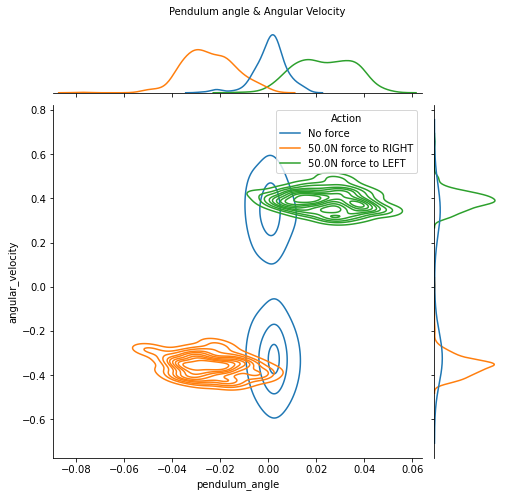 Pendulum angle & Angular Velocity
Action
No force
50.0N force to RIGHT
50.0N force to LEFT
0.8
0.6
0.4
0.2
0.0
−0.2
−0.4
−0.6
angular_velocity
−0.08 −0.06 −0.04 −0.02 0.00 0.02 0.04 0.06
pendulum_angle